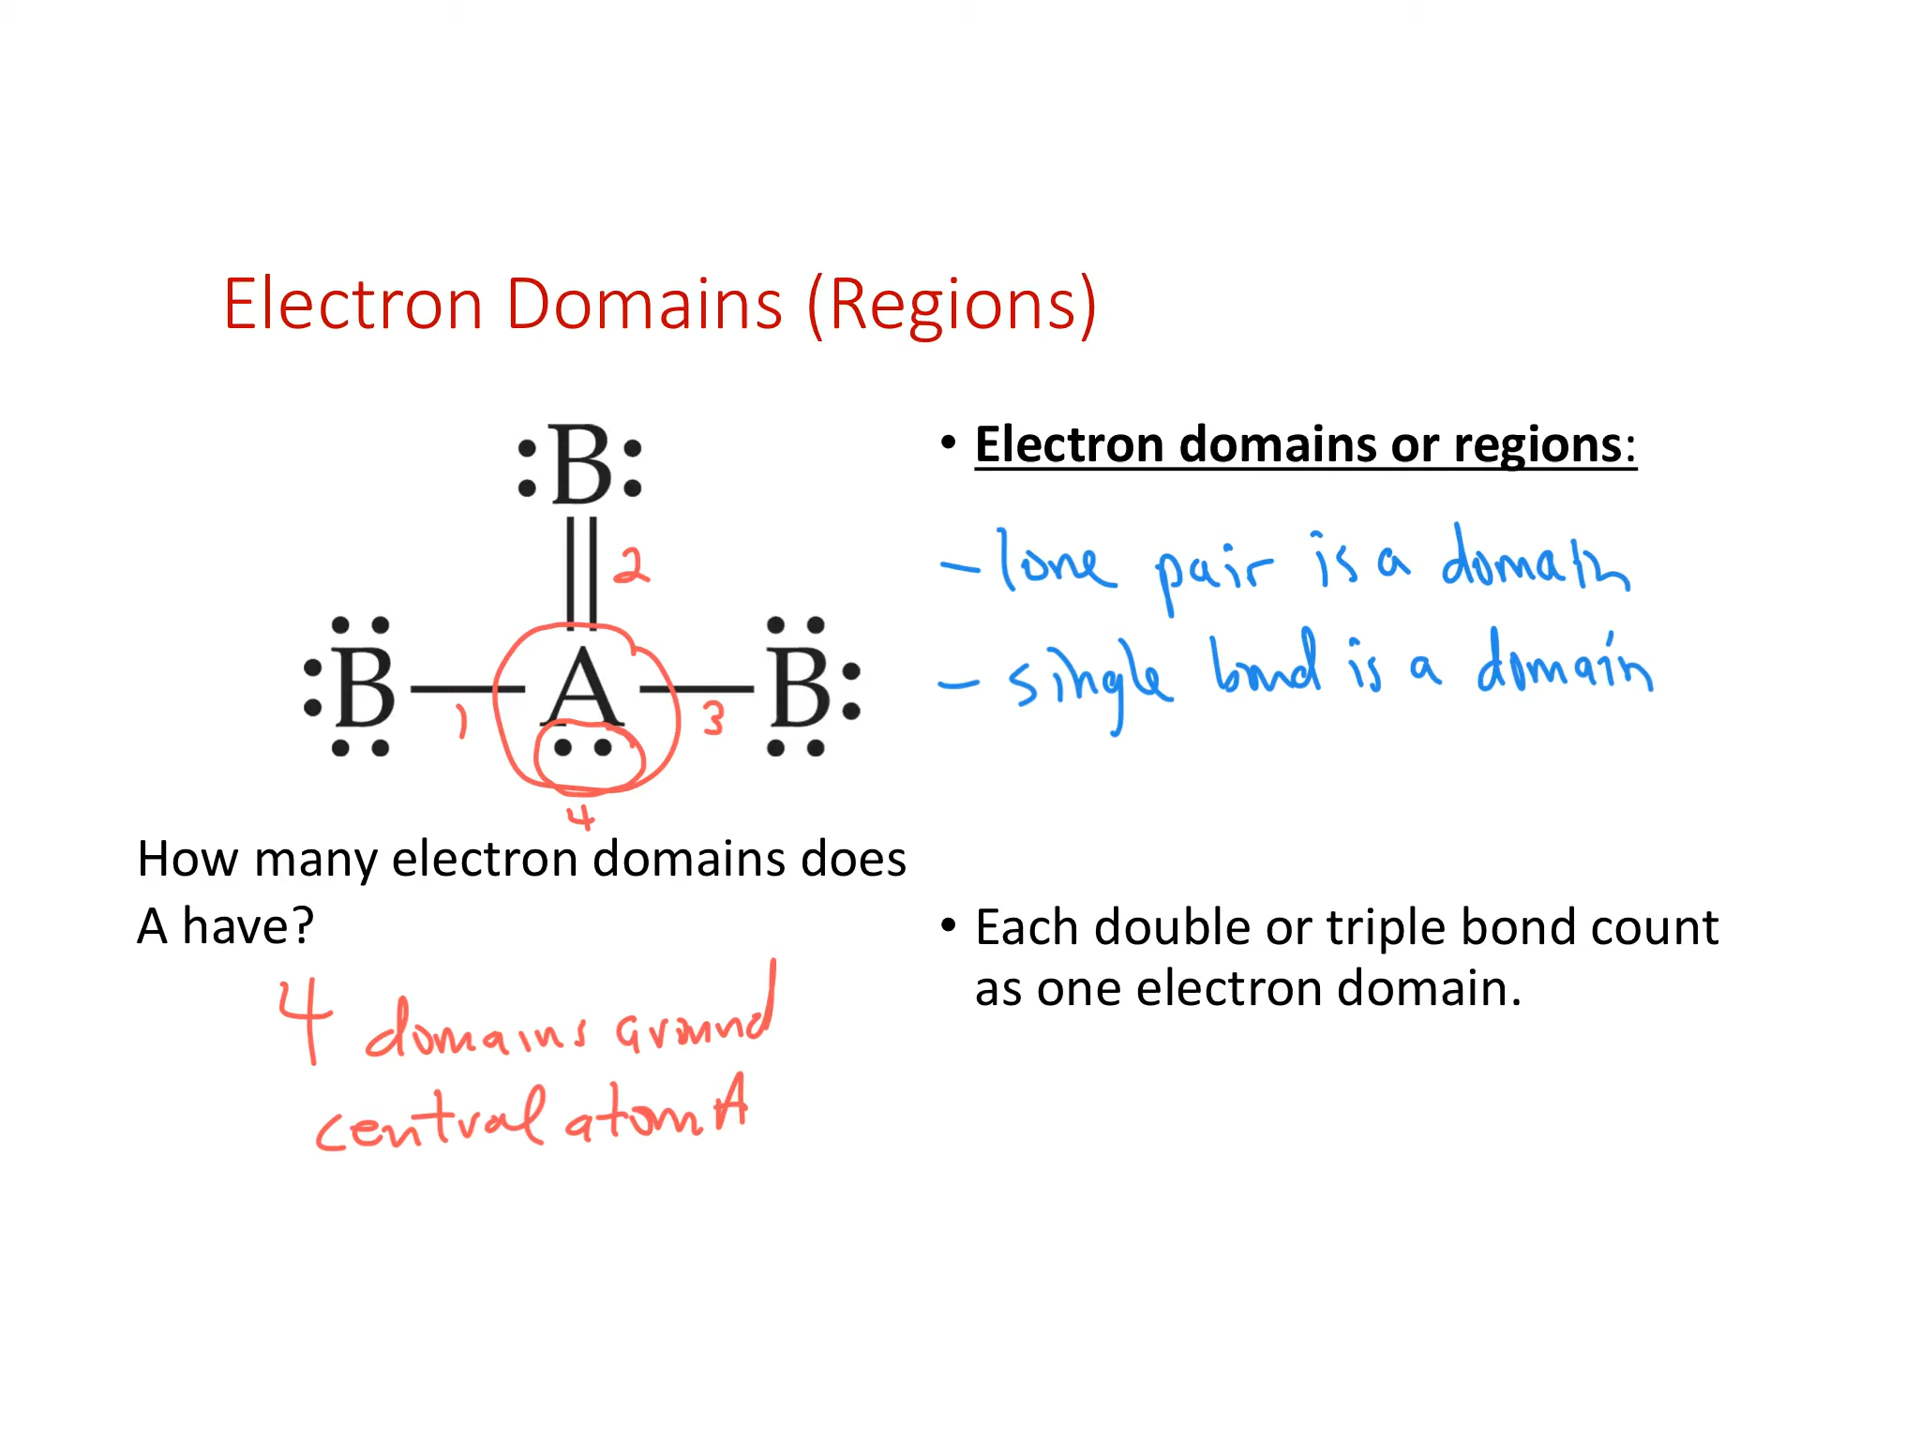 Electron Domains (Regions)
:B:
2
:B — A — B:
1
3
4
How many electron domains does
A have?
4 domains around
central atom A
• Electron domains or regions:
- lone pair is a domain
- single bond is a domain
• Each double or triple bond count
as one electron domain.